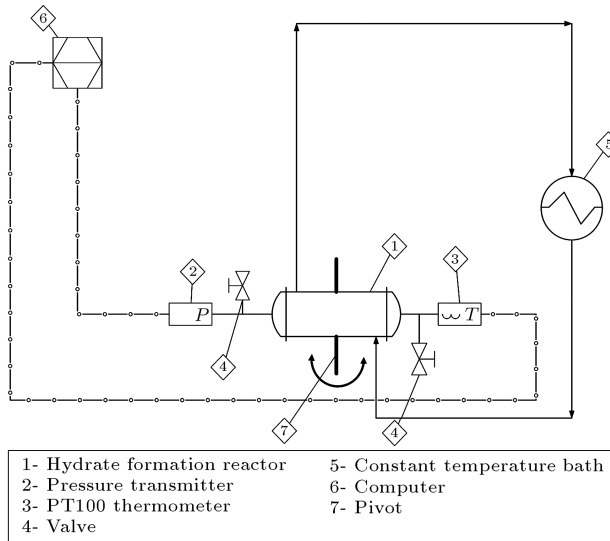 6
5
1
2
3
P
T
4
4
7
1- Hydrate formation reactor
2- Pressure transmitter
3- PT100 thermometer
4- Valve
5- Constant temperature bath
6- Computer
7- Pivot